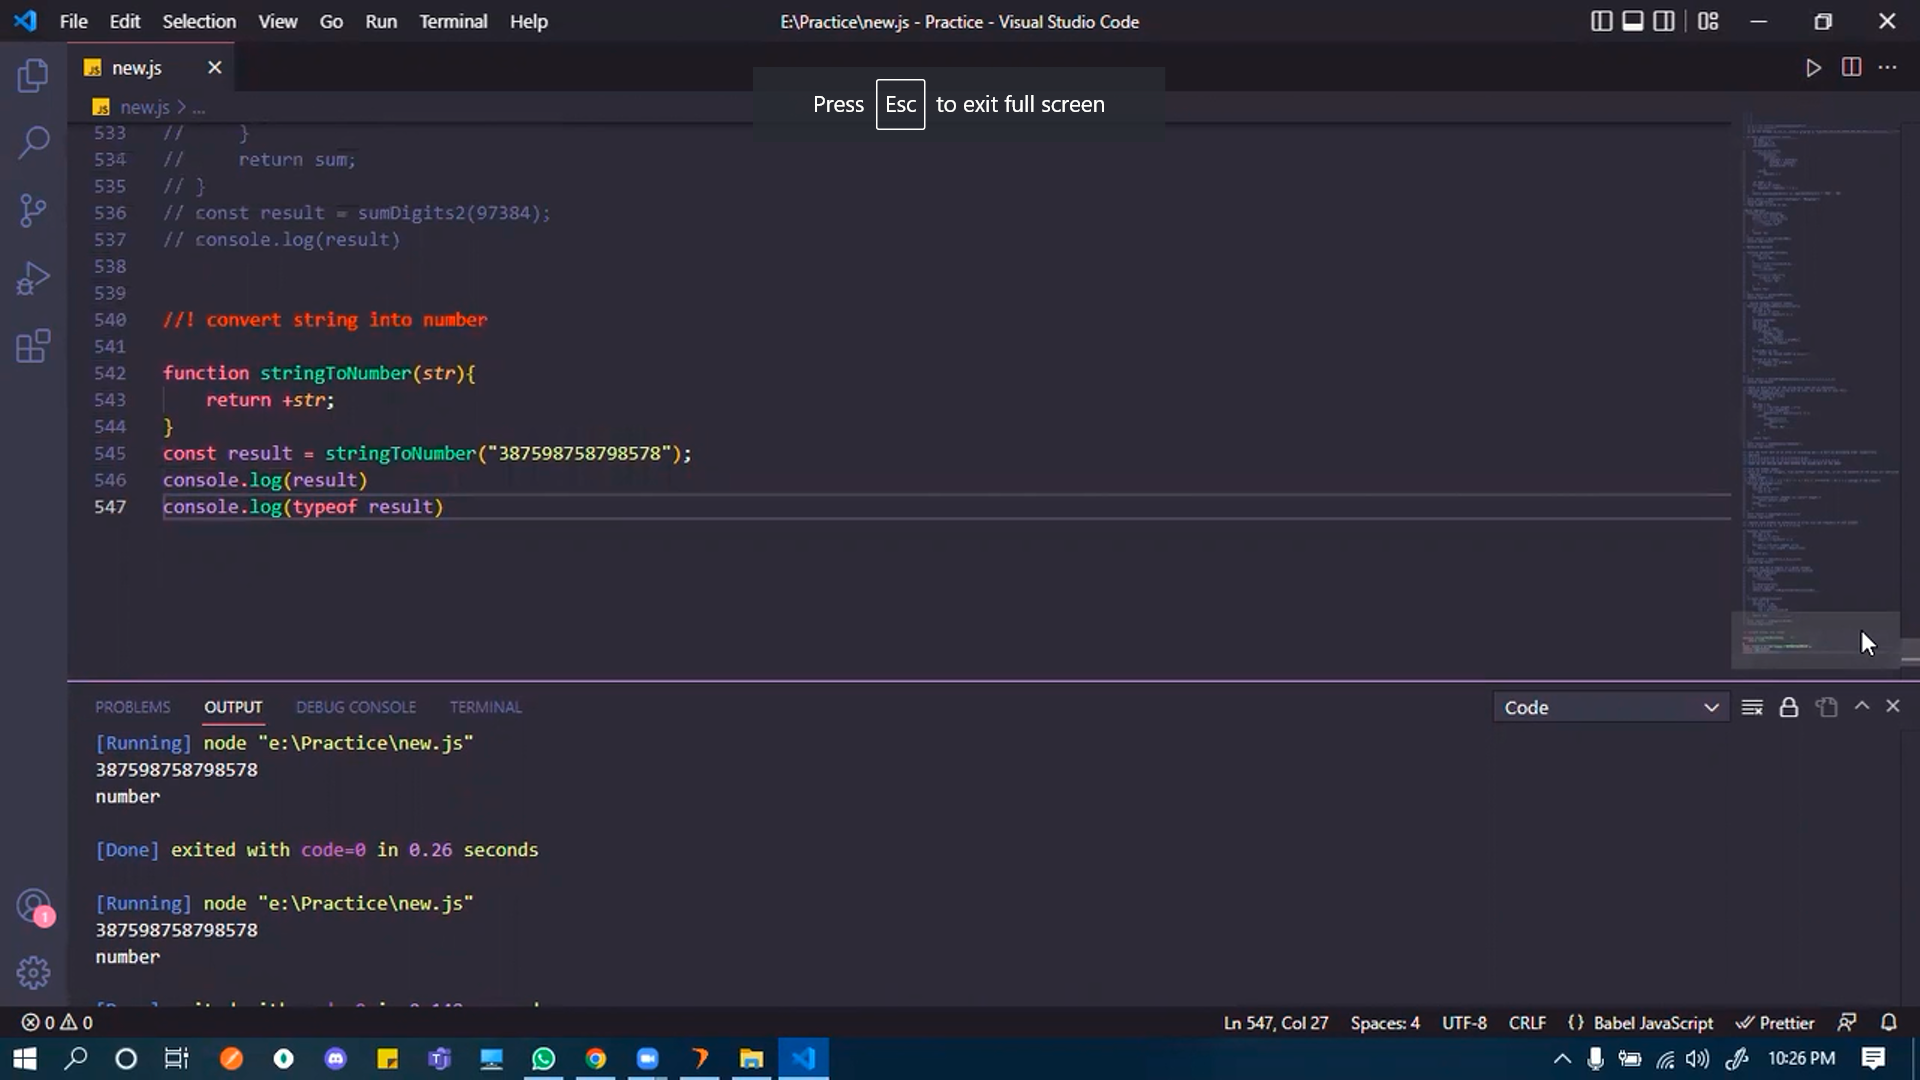 File Edit Selection View Go Run Terminal Help E:\Practice\new.js - Practice - Visual Studio Code
JS new.js
Press Esc to exit full screen
JS new.js > ...
533 // }
534 // return sum;
535 // }
536 // const result = sumDigits2(97384);
537 // console.log(result)
538
539
540 //! convert string into number
541
542 function stringToNumber(str){
543 return +str;
544 }
545 const result = stringToNumber("387598758798578");
546 console.log(result)
547 console.log(typeof result)
PROBLEMS OUTPUT DEBUG CONSOLE TERMINAL Code
[Running] node "e:\Practice\new.js"
387598758798578
number
[Done] exited with code=0 in 0.26 seconds
[Running] node "e:\Practice\new.js"
387598758798578
number
1
0 0 Ln 547, Col 27 Spaces: 4 UTF-8 CRLF {} Babel JavaScript Prettier
10:26 PM